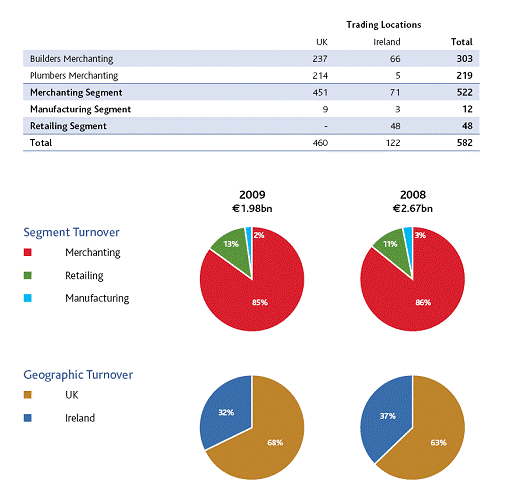 Trading Locations
UK Ireland Total
Builders Merchanting 237 66 303
Plumbers Merchanting 214 5 219
Merchanting Segment 451 71 522
Manufacturing Segment 9 3 12
Retailing Segment - 48 48
Total 460 122 582
2009 2008
€1.98bn €2.67bn
Segment Turnover
Merchanting
Retailing
Manufacturing
13% 2% 85%
11% 3% 86%
Geographic Turnover
UK
Ireland
32% 68%
37% 63%